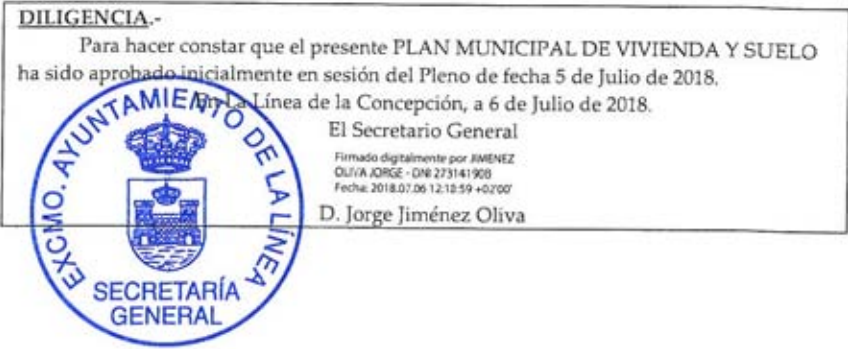 DILIGENCIA.-
Para hacer constar que el presente PLAN MUNICIPAL DE VIVIENDA Y SUELO
ha sido aprobado inicialmente en sesión del Pleno de fecha 5 de Julio de 2018.
En La Línea de la Concepción, a 6 de Julio de 2018.
El Secretario General
Firmado digitalmente por JIMENEZ
OLIVA JORGE - DNI 27314190B
Fecha: 2018.07.06 12:18:59 +02'00'
D. Jorge Jiménez Oliva
EXCMO. AYUNTAMIENTO DE LA LÍNEA
SECRETARÍA
GENERAL